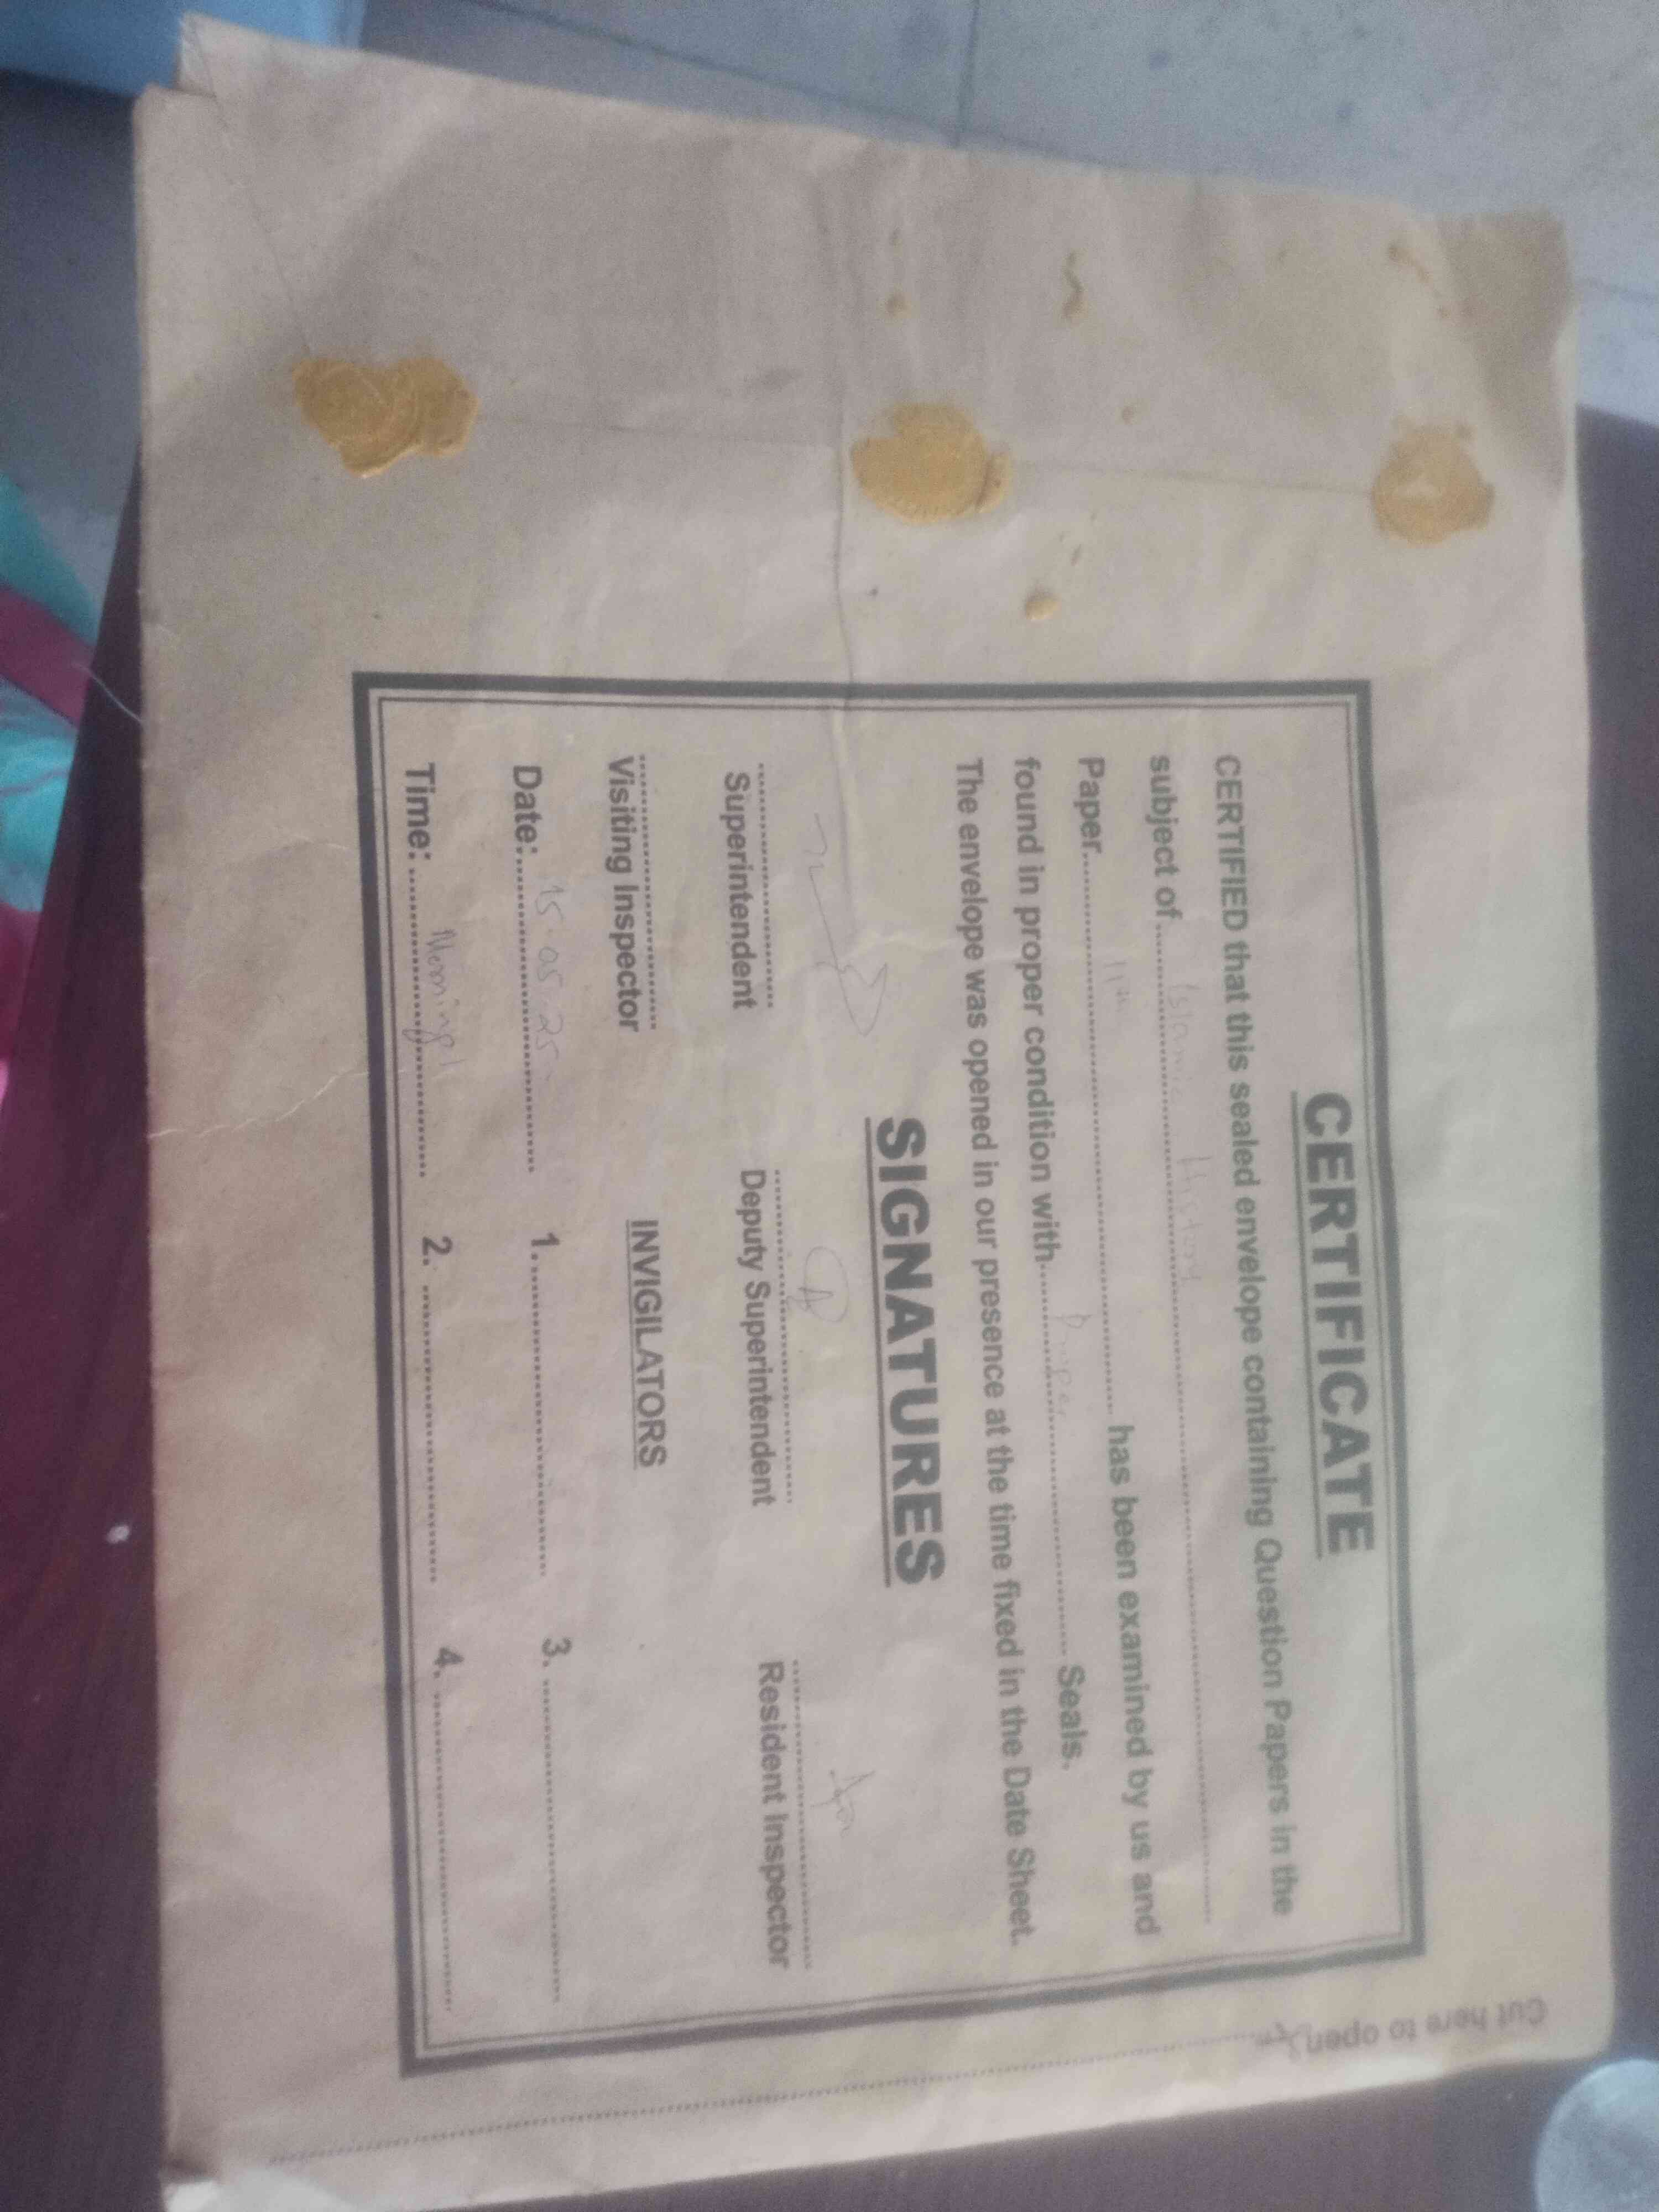 CERTIFICATE
CERTIFIED that this sealed envelope containing Question Papers in the
subject of.......Islamic History.......
Paper.......11th....... has been examined by us and
found in proper condition with.......Proper....... Seals.
The envelope was opened in our presence at the time fixed in the Date Sheet.
SIGNATURES
Superintendent Deputy Superintendent Resident Inspector
Visiting Inspector INVIGILATORS
Date:.......15-05-25....... 1................ 3................
Time:.......Morning....... 2................ 4................
Cut here to open